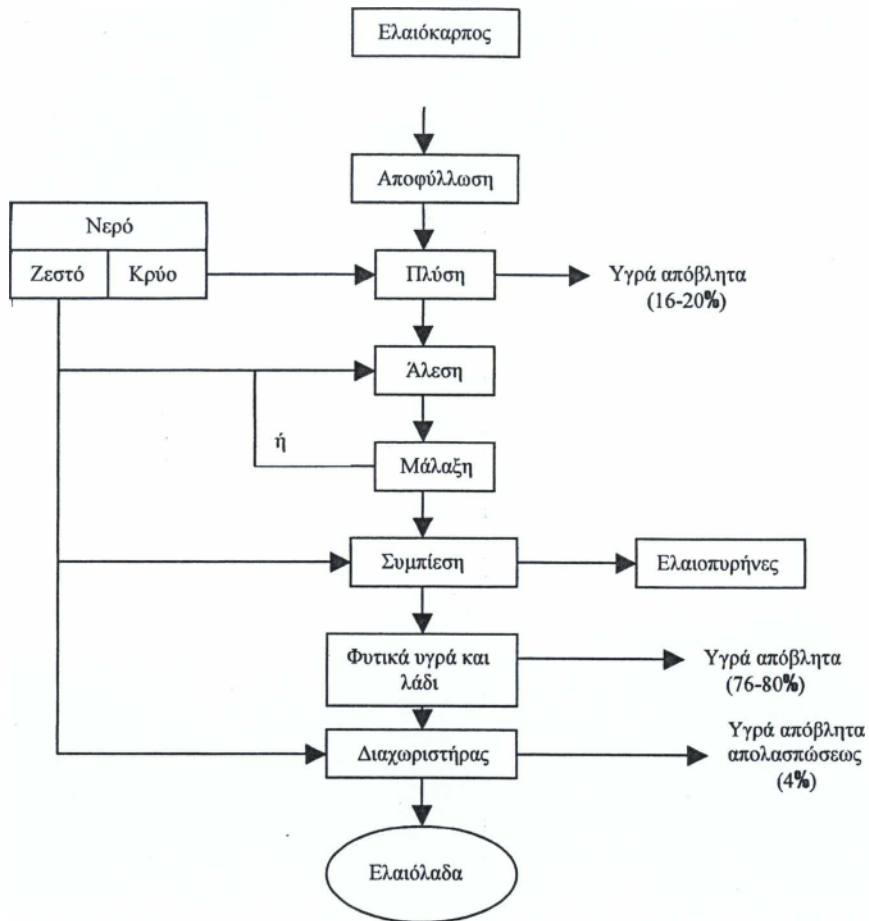 Ελαιόκαρπος
Αποφύλλωση
Νερό
Ζεστό
Κρύο
Πλύση
Υγρά απόβλητα
(16-20%)
Άλεση
ή
Μάλαξη
Συμπίεση
Ελαιοπυρήνες
Φυτικά υγρά και
λάδι
Υγρά απόβλητα
(76-80%)
Διαχωριστήρας
Υγρά απόβλητα
απολασπώσεως
(4%)
Ελαιόλαδα